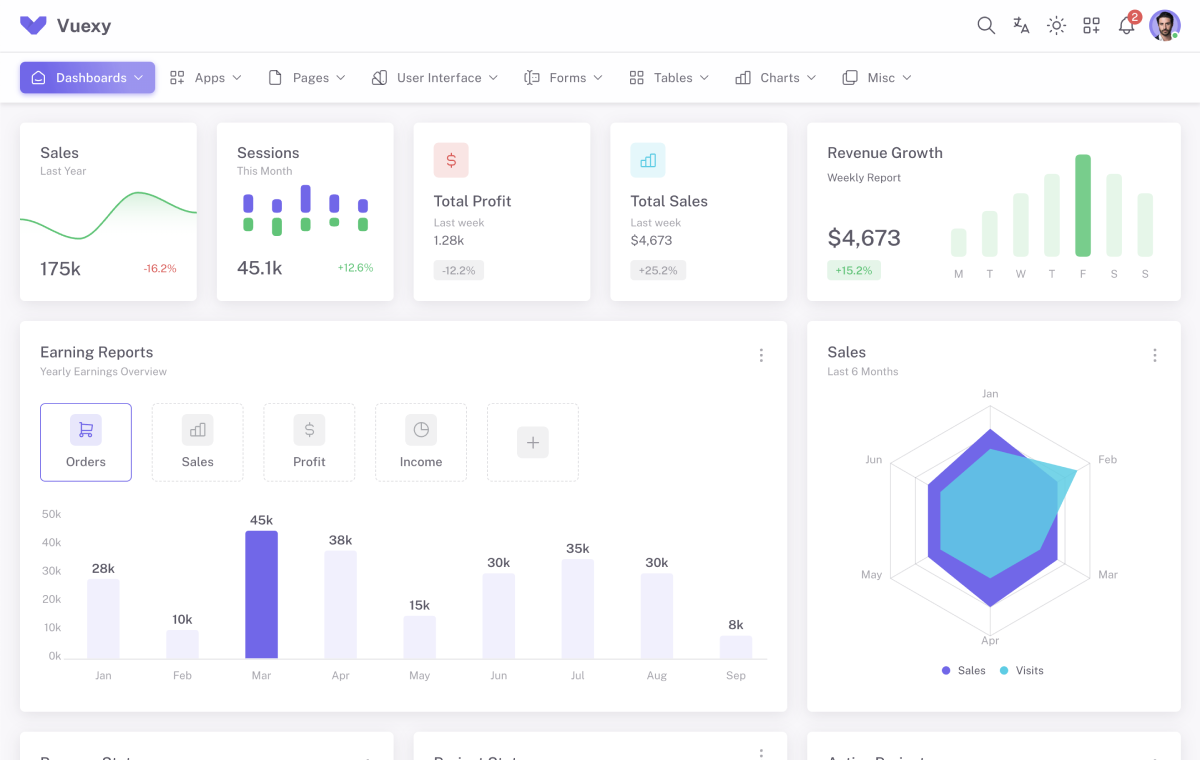 Vuexy
2
Dashboards
Apps
Pages
User Interface
Forms
Tables
Charts
Misc
Sales
Last Year
175k
-16.2%
Sessions
This Month
45.1k
+12.6%
$
Total Profit
Last week
1.28k
-12.2%
Total Sales
Last week
$4,673
+25.2%
Revenue Growth
Weekly Report
$4,673
+15.2%
M T W T F S S
Earning Reports
Yearly Earnings Overview
Orders
Sales
$
Profit
Income
50k
40k
30k
20k
10k
0k
28k
10k
45k
38k
15k
30k
35k
30k
8k
Jan Feb Mar Apr May Jun Jul Aug Sep
Sales
Last 6 Months
Jan
Feb
Mar
Apr
May
Jun
Sales
Visits